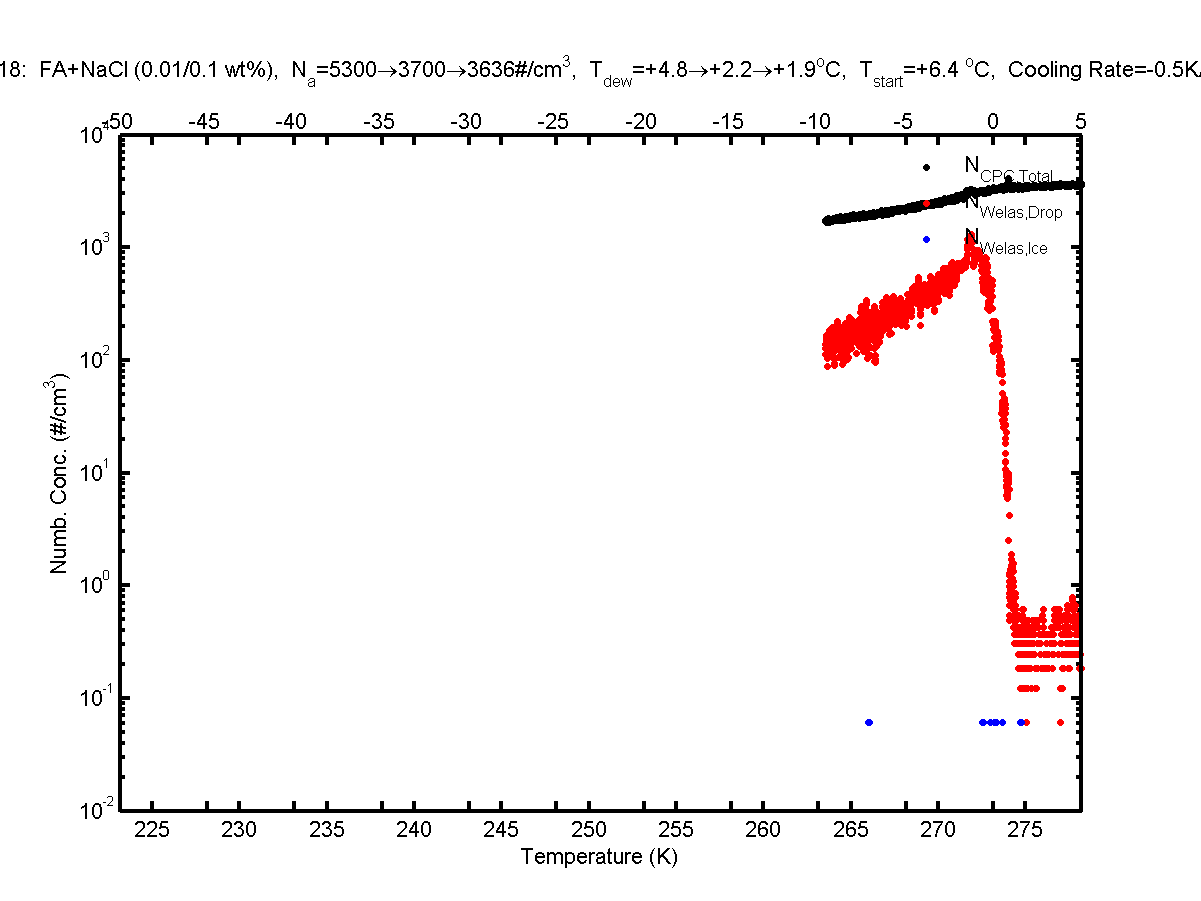 18: FA+NaCl (0.01/0.1 wt%), Na=5300→3700→3636#/cm3, Tdew=+4.8→+2.2→+1.9oC, Tstart=+6.4 oC, Cooling Rate=-0.5K
-50 -45 -40 -35 -30 -25 -20 -15 -10 -5 0 5
104
NCPC,Total
NWelas,Drop
NWelas,Ice
103
102
101
100
10-1
10-2
Numb. Conc. (#/cm3)
225 230 235 240 245 250 255 260 265 270 275
Temperature (K)